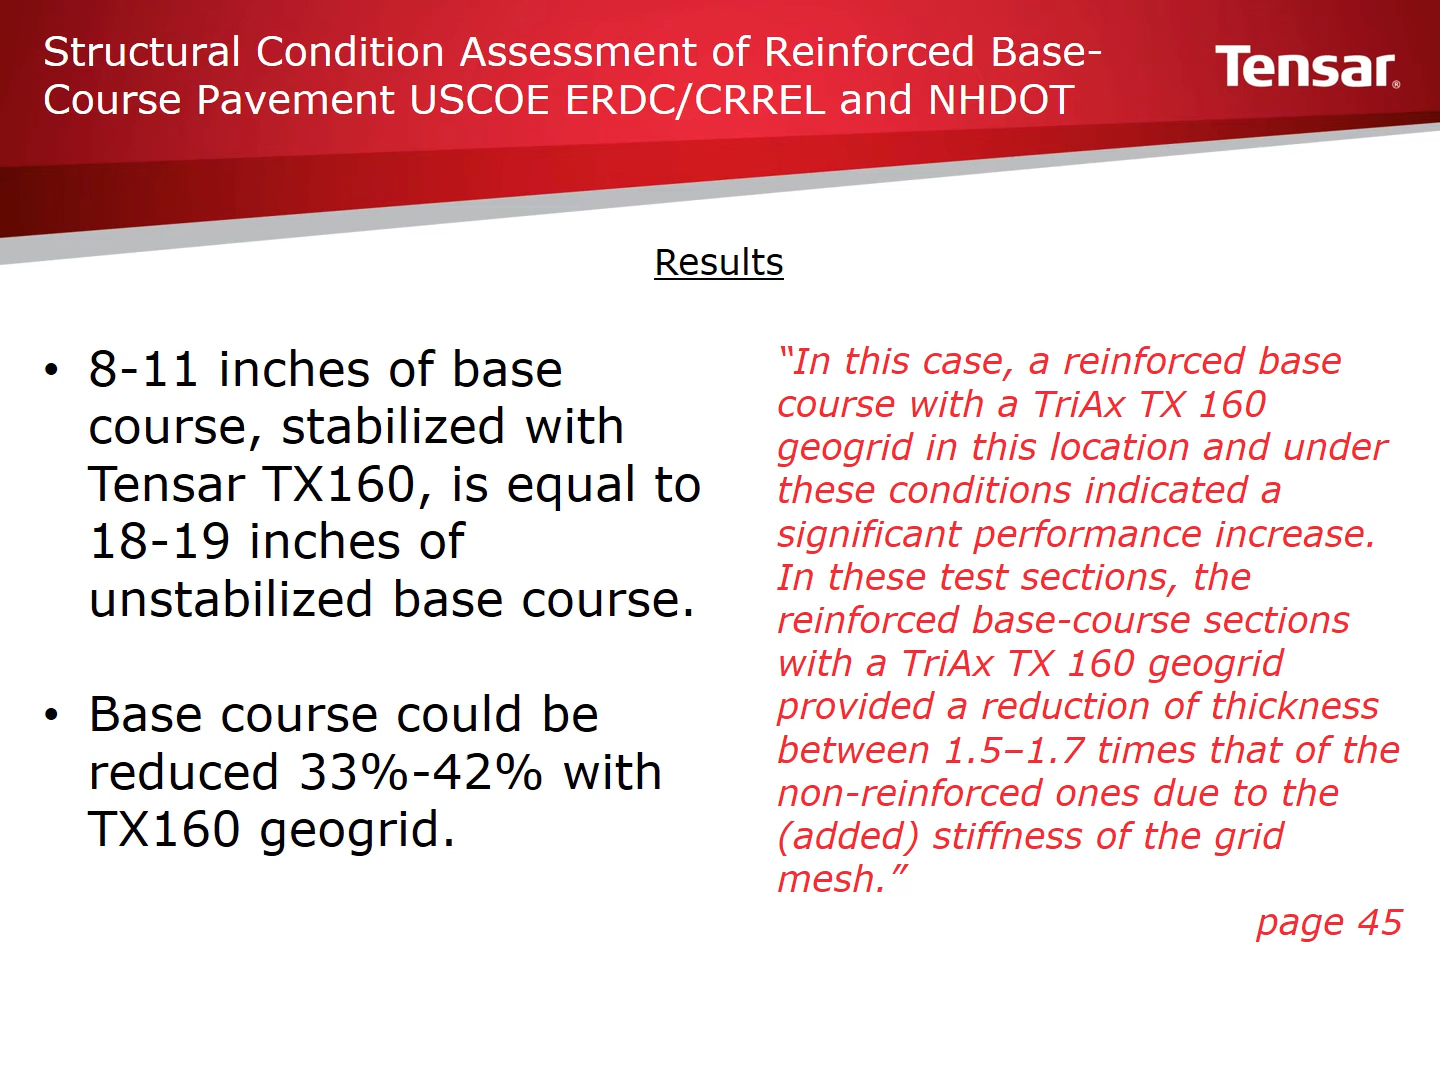 Structural Condition Assessment of Reinforced Base-
Course Pavement USCOE ERDC/CRREL and NHDOT
Tensar®
Results
• 8-11 inches of base
course, stabilized with
Tensar TX160, is equal to
18-19 inches of
unstabilized base course.
• Base course could be
reduced 33%-42% with
TX160 geogrid.
“In this case, a reinforced base
course with a TriAx TX 160
geogrid in this location and under
these conditions indicated a
significant performance increase.
In these test sections, the
reinforced base-course sections
with a TriAx TX 160 geogrid
provided a reduction of thickness
between 1.5–1.7 times that of the
non-reinforced ones due to the
(added) stiffness of the grid
mesh.”
page 45